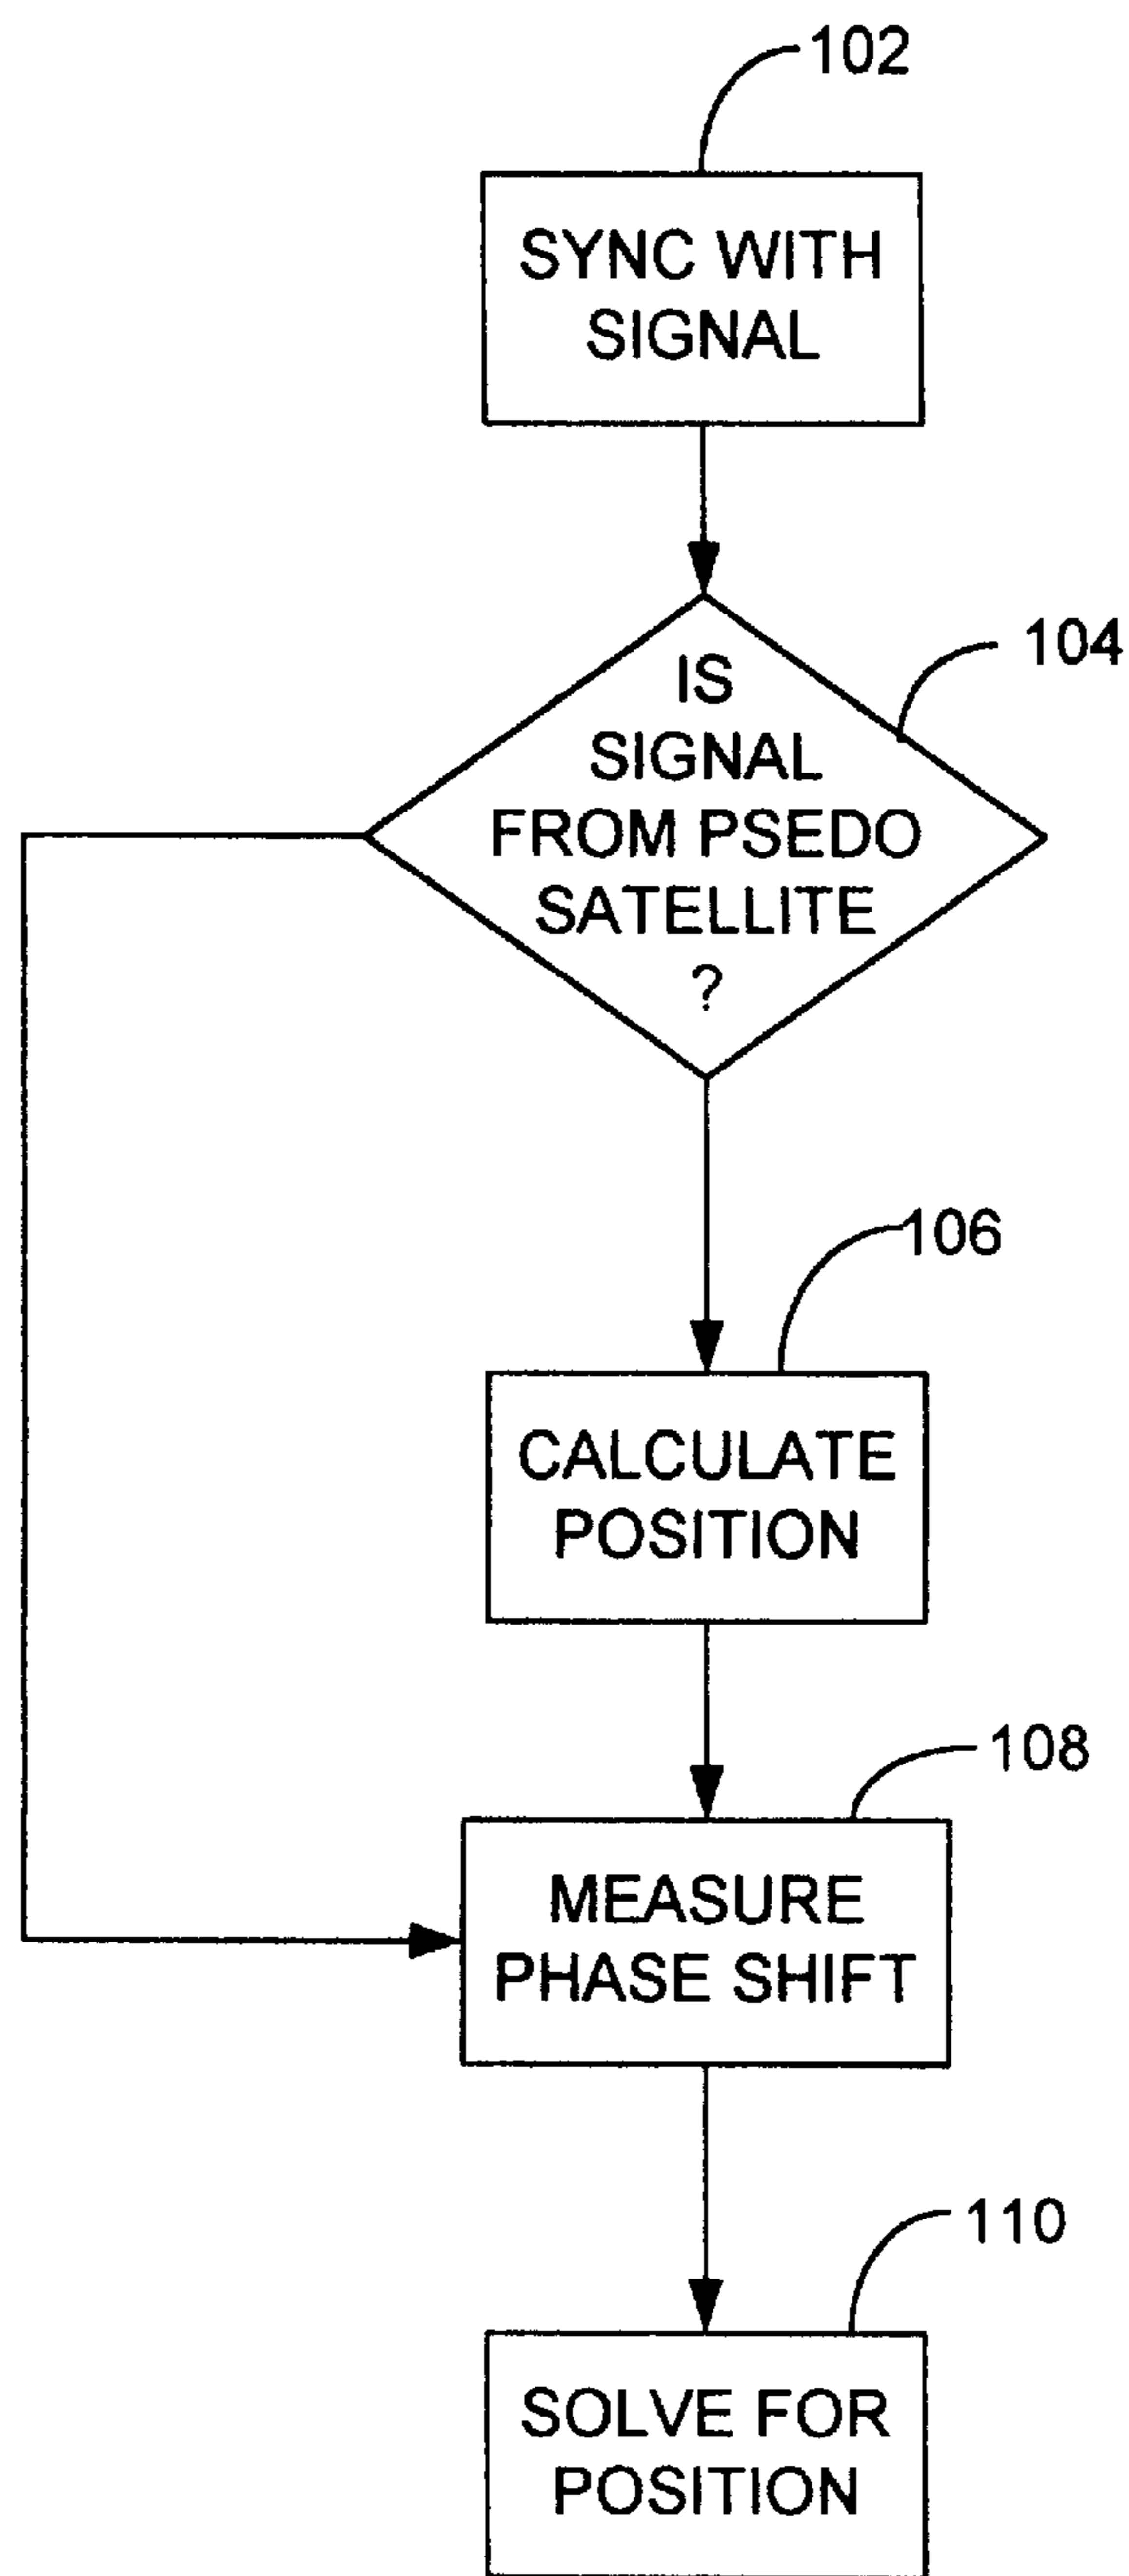 102
SYNC WITH
SIGNAL
104
IS
SIGNAL
FROM PSEDO
SATELLITE
?
106
CALCULATE
POSITION
108
MEASURE
PHASE SHIFT
110
SOLVE FOR
POSITION